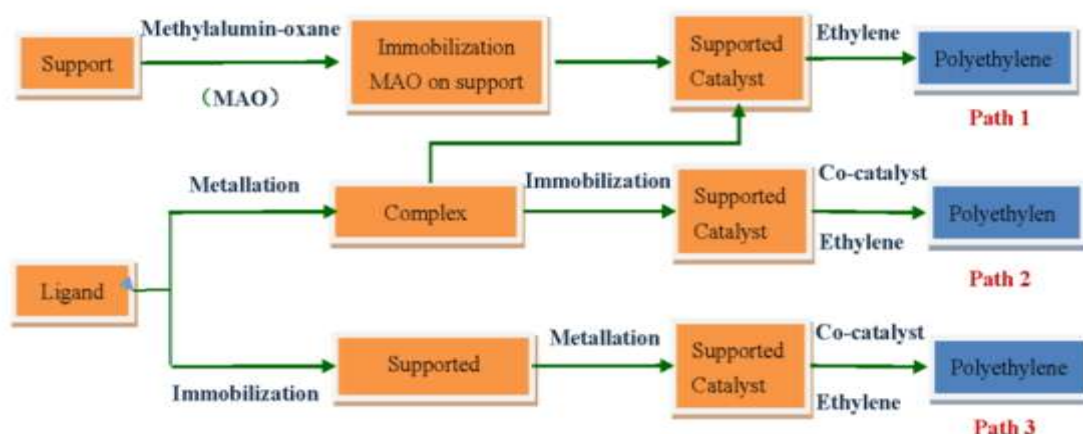 Methylalumin-oxane
Support
(MAO)
Immobilization
MAO on support
Supported
Catalyst
Ethylene
Polyethylene
Path 1
Metallation
Complex
Immobilization
Supported
Catalyst
Co-catalyst
Ethylene
Polyethylen
Path 2
Ligand
Immobilization
Supported
Metallation
Supported
Catalyst
Co-catalyst
Ethylene
Polyethylene
Path 3